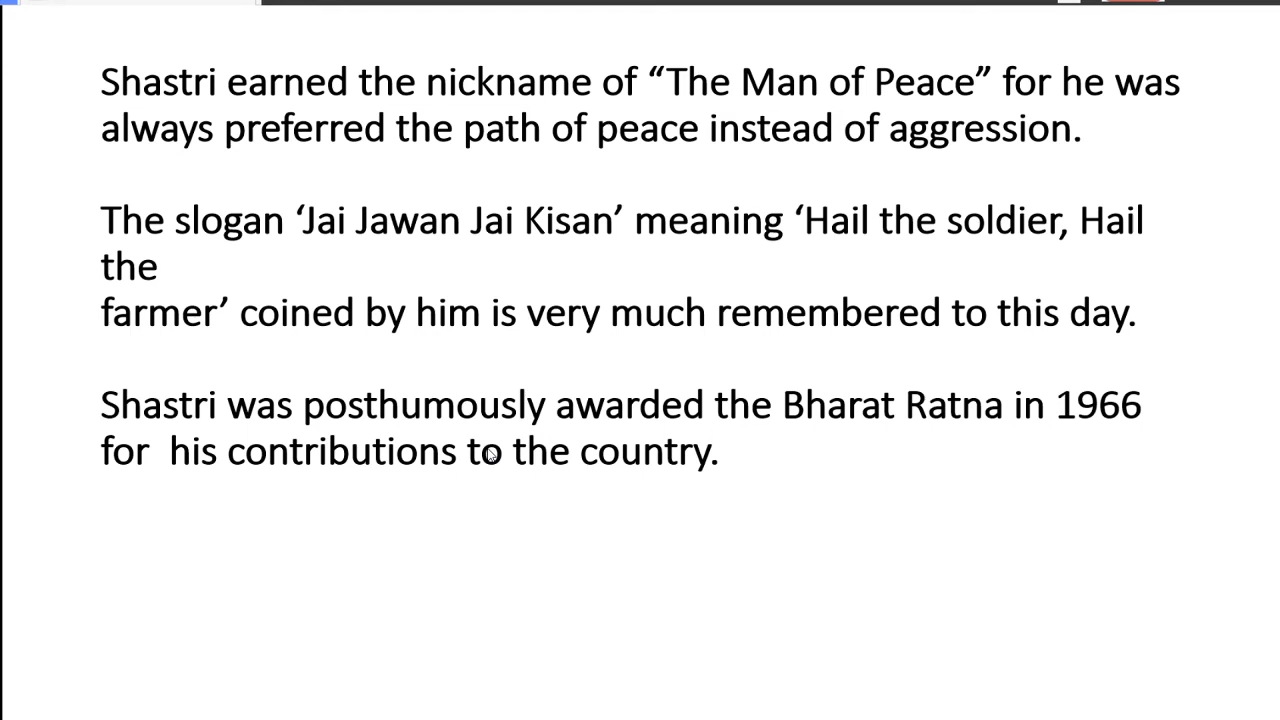 Shastri earned the nickname of “The Man of Peace” for he was
always preferred the path of peace instead of aggression.
The slogan ‘Jai Jawan Jai Kisan’ meaning ‘Hail the soldier, Hail
the
farmer’ coined by him is very much remembered to this day.
Shastri was posthumously awarded the Bharat Ratna in 1966
for  his contributions to the country.